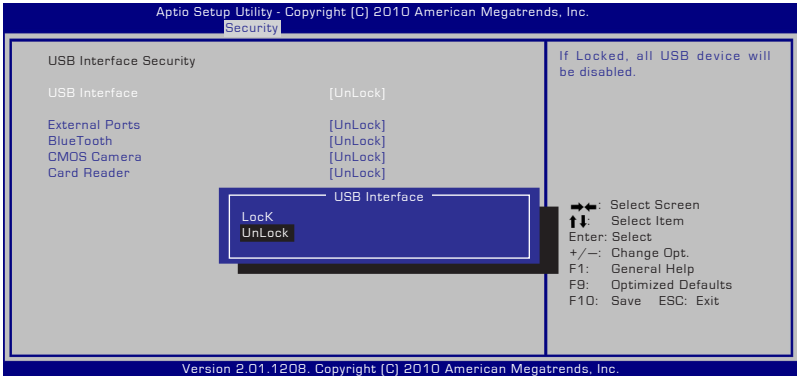 Aptio Setup Utility - Copyright (C) 2010 American Megatrends, Inc.
Security
USB Interface Security
USB Interface [UnLock]
External Ports [UnLock]
BlueTooth [UnLock]
CMOS Camera [UnLock]
Card Reader [UnLock]
USB Interface
LocK
UnLock
If Locked, all USB device will
be disabled.
→←: Select Screen
↑↓: Select Item
Enter: Select
+/—: Change Opt.
F1: General Help
F9: Optimized Defaults
F10: Save ESC: Exit
Version 2.01.1208. Copyright (C) 2010 American Megatrends, Inc.